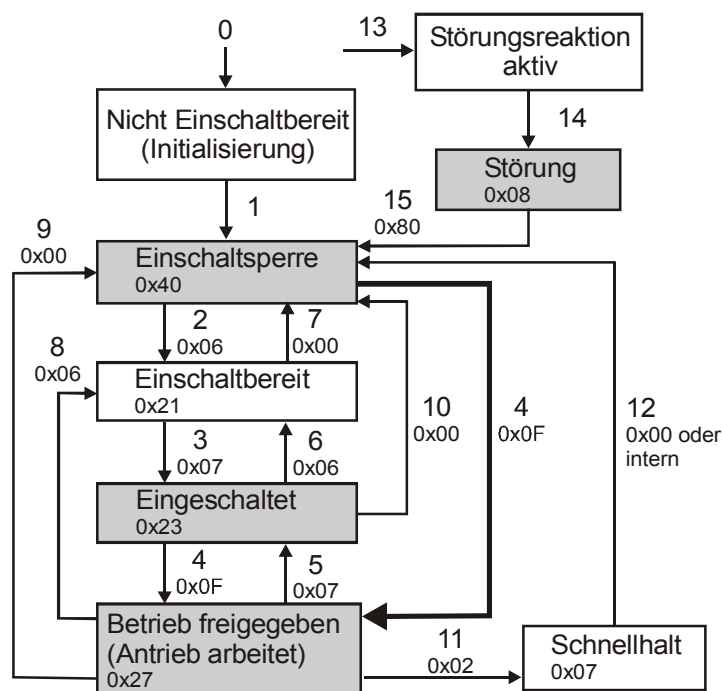 0
13
Störungsreaktion
aktiv
Nicht Einschaltbereit
(Initialisierung)
14
Störung
0x08
1
15
0x80
9
0x00
Einschaltsperre
0x40
2
0x06
7
0x00
8
0x06
Einschaltbereit
0x21
10
0x00
4
0x0F
12
0x00 oder
intern
3
0x07
6
0x06
Eingeschaltet
0x23
4
0x0F
5
0x07
Betrieb freigegeben
(Antrieb arbeitet)
0x27
11
0x02
Schnellhalt
0x07